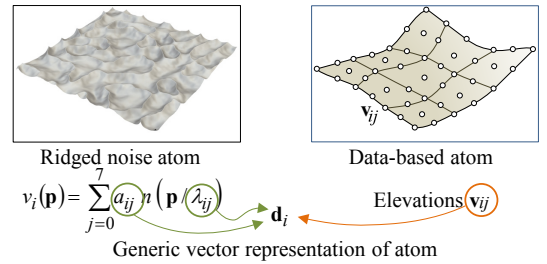 v_ij
Ridged noise atom
Data-based atom
v_i(p) = ∑_{j=0}^{7} a_ij n(p/λ_ij)
d_i
Elevations v_ij
Generic vector representation of atom